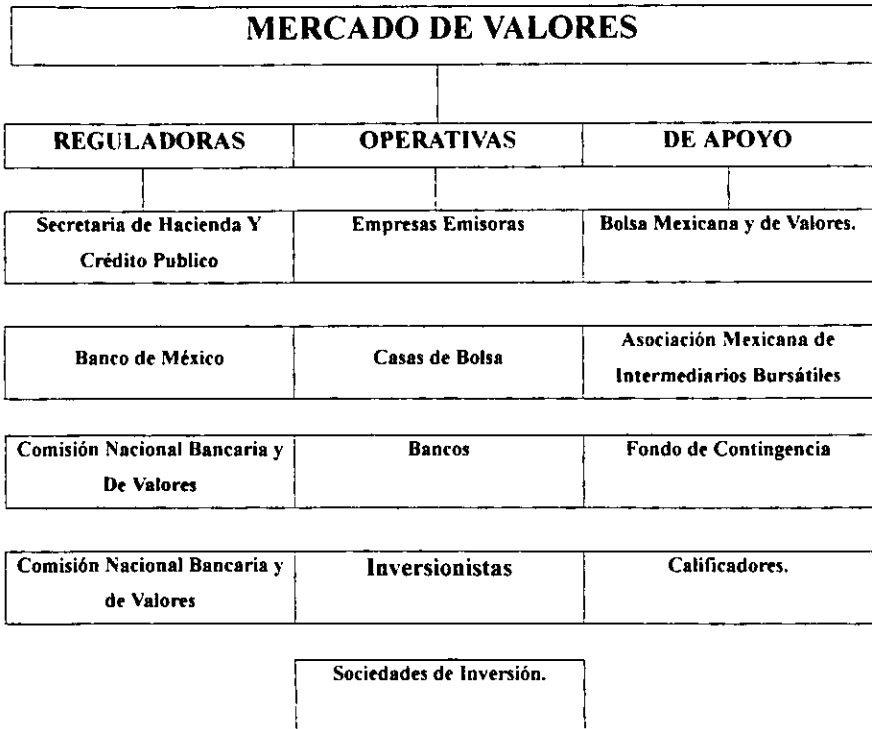 MERCADO DE VALORES
REGULADORAS
OPERATIVAS
DE APOYO
Secretaria de Hacienda Y
Crédito Publico
Empresas Emisoras
Bolsa Mexicana y de Valores.
Banco de México
Casas de Bolsa
Asociación Mexicana de
Intermediarios Bursátiles
Comisión Nacional Bancaria y
De Valores
Bancos
Fondo de Contingencia
Comisión Nacional Bancaria y
de Valores
Inversionistas
Calificadores.
Sociedades de Inversión.